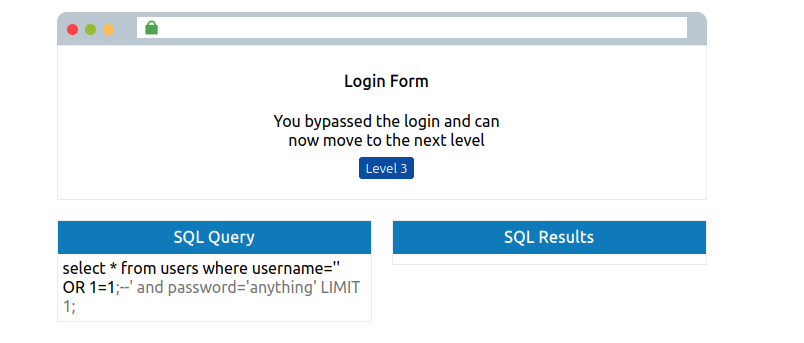 Login Form
You bypassed the login and can
now move to the next level
Level 3
SQL Query
select * from users where username=''
OR 1=1;--' and password='anything' LIMIT
1;
SQL Results